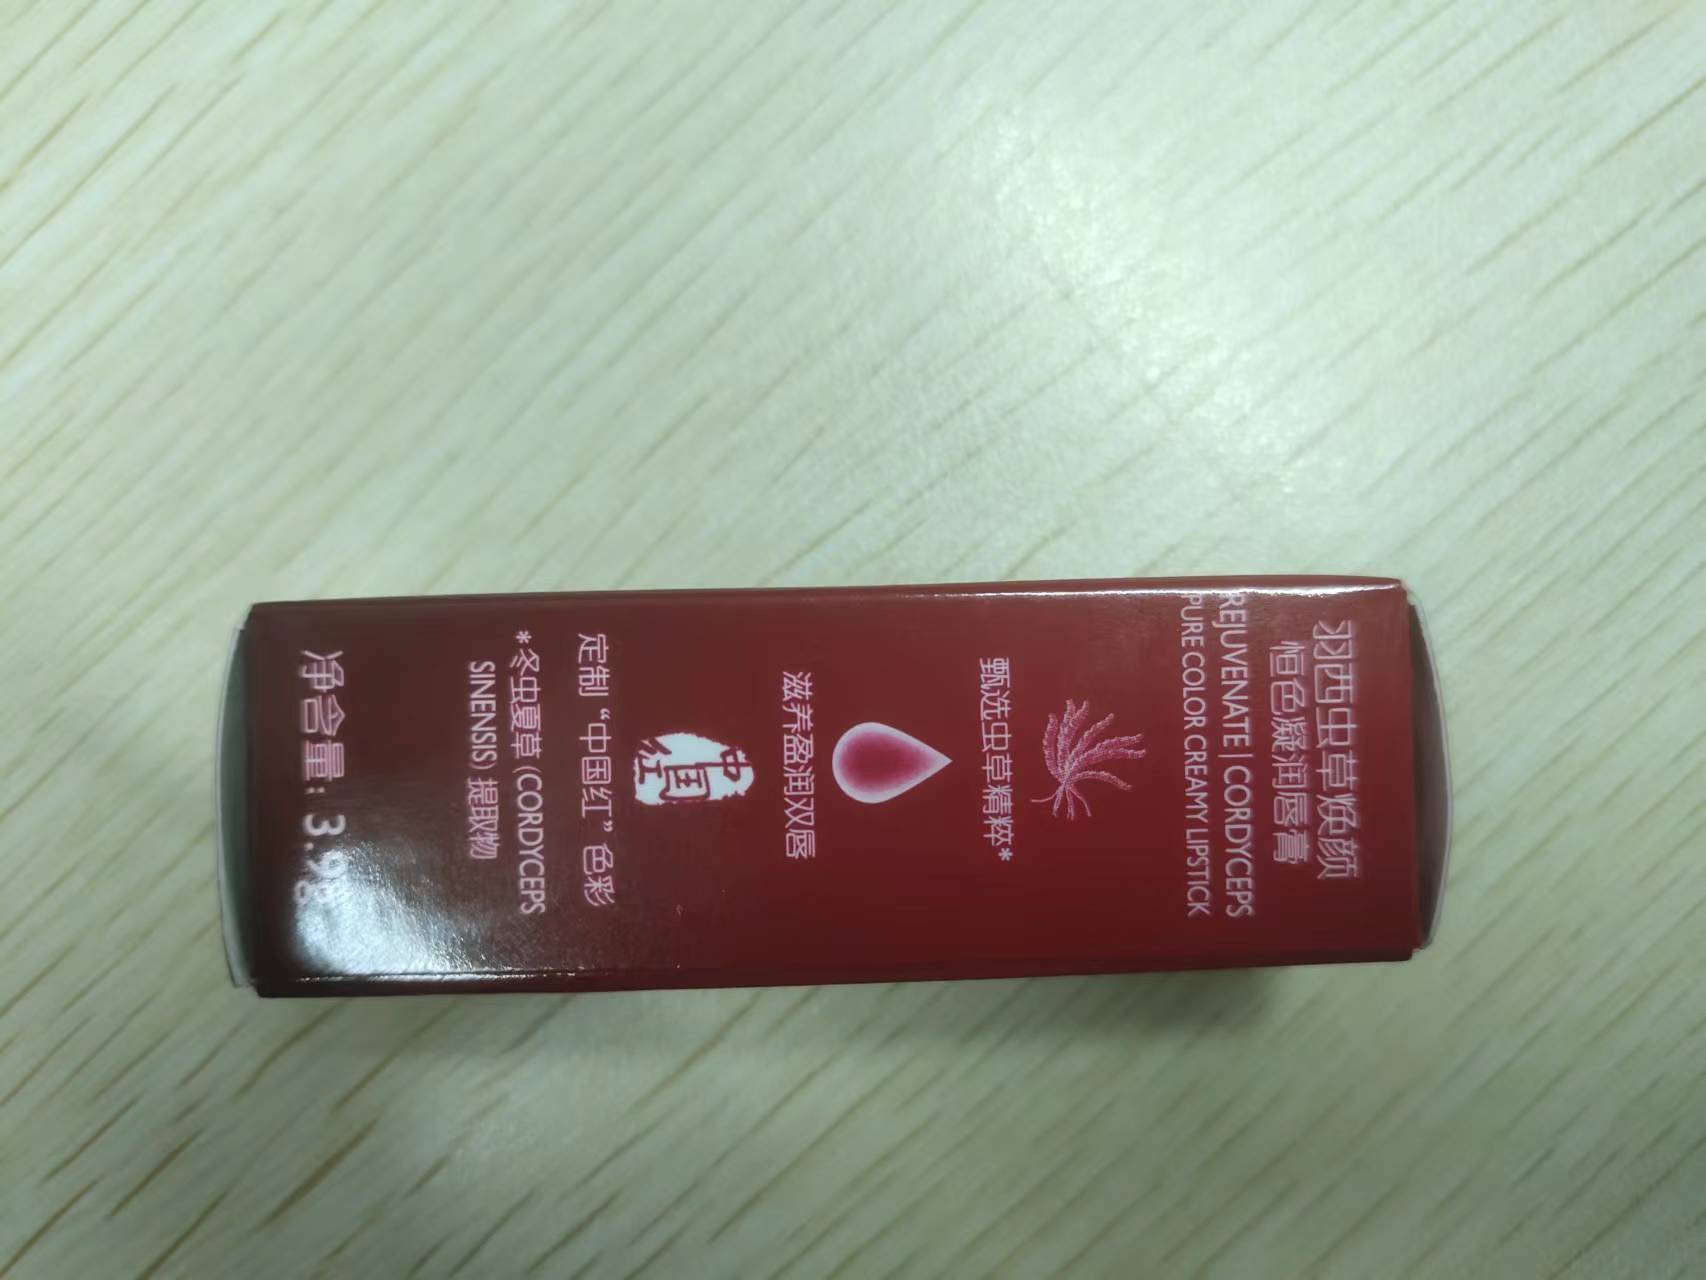 羽西虫草焕颜
恒色凝润唇膏
REJUVENATE | CORDYCEPS
PURE COLOR CREAMY LIPSTICK
甄选虫草精粹*
滋养盈润双唇
中
国
红
定制“中国红”色彩
*冬虫夏草 (CORDYCEPS
SINENSIS) 提取物
净含量: 3.9g